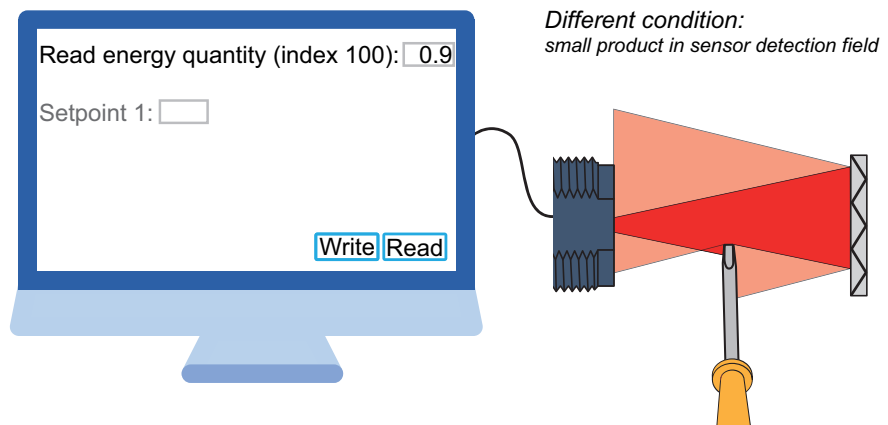 Different condition:
small product in sensor detection field
Read energy quantity (index 100): 0.9
Setpoint 1:
Write Read